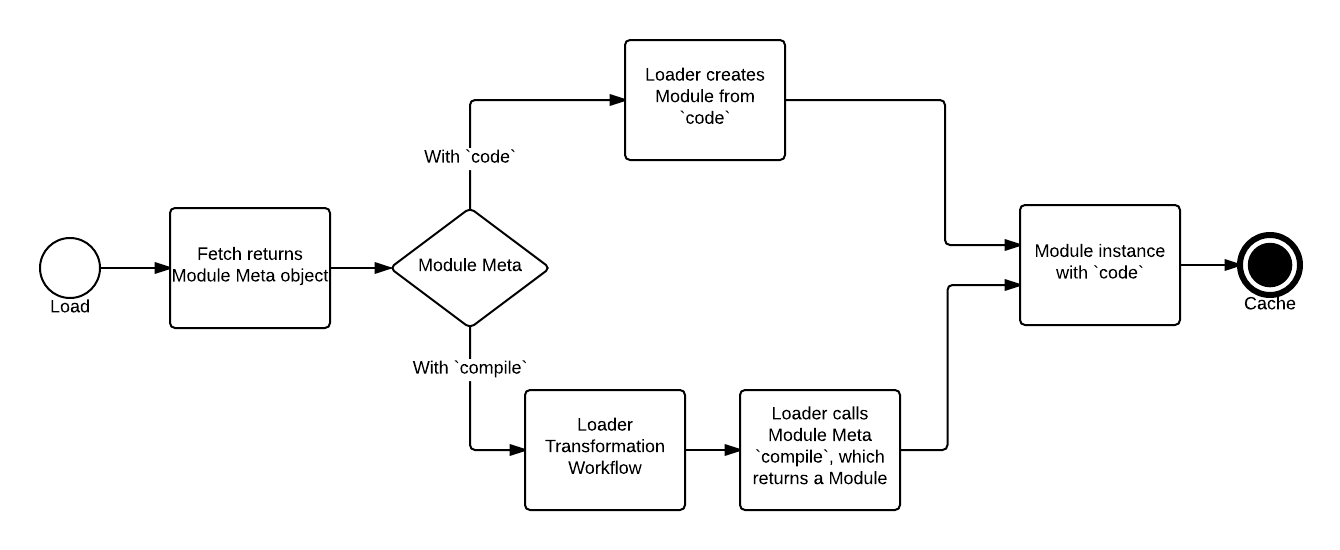 Load
Fetch returns
Module Meta object
Module Meta
With `code`
Loader creates
Module from
`code`
With `compile`
Loader
Transformation
Workflow
Loader calls
Module Meta
`compile`, which
returns a Module
Module instance
with `code`
Cache